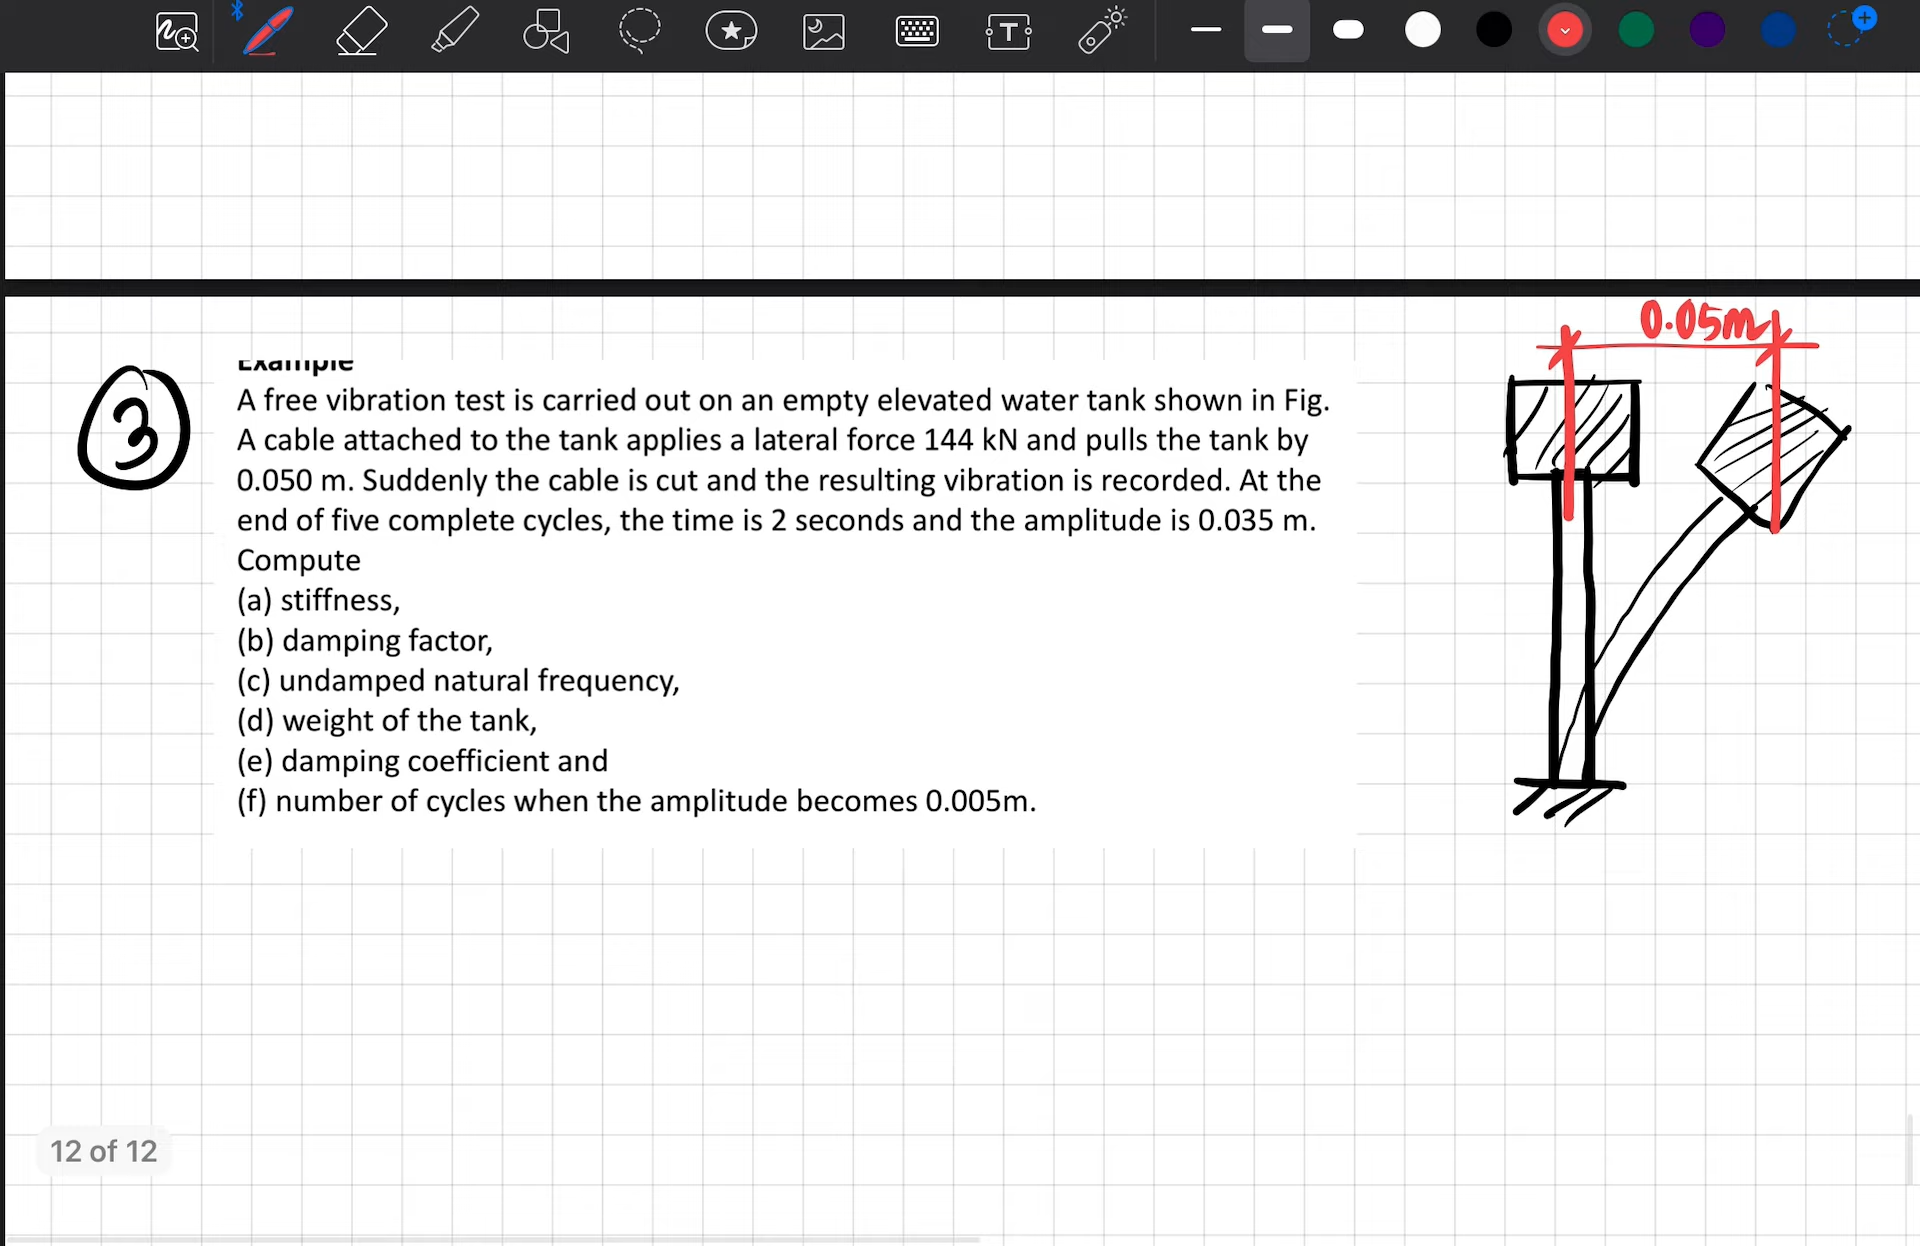 T
0.05m
3
Example
A free vibration test is carried out on an empty elevated water tank shown in Fig.
A cable attached to the tank applies a lateral force 144 kN and pulls the tank by
0.050 m. Suddenly the cable is cut and the resulting vibration is recorded. At the
end of five complete cycles, the time is 2 seconds and the amplitude is 0.035 m.
Compute
(a) stiffness,
(b) damping factor,
(c) undamped natural frequency,
(d) weight of the tank,
(e) damping coefficient and
(f) number of cycles when the amplitude becomes 0.005m.
12 of 12